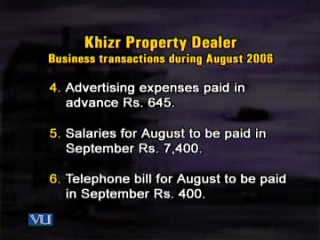 Khizr Property Dealer
Business transactions during August 2006
4. Advertising expenses paid in
advance Rs. 645.
5. Salaries for August to be paid in
September Rs. 7,400.
6. Telephone bill for August to be paid
in September Rs. 400.
VU